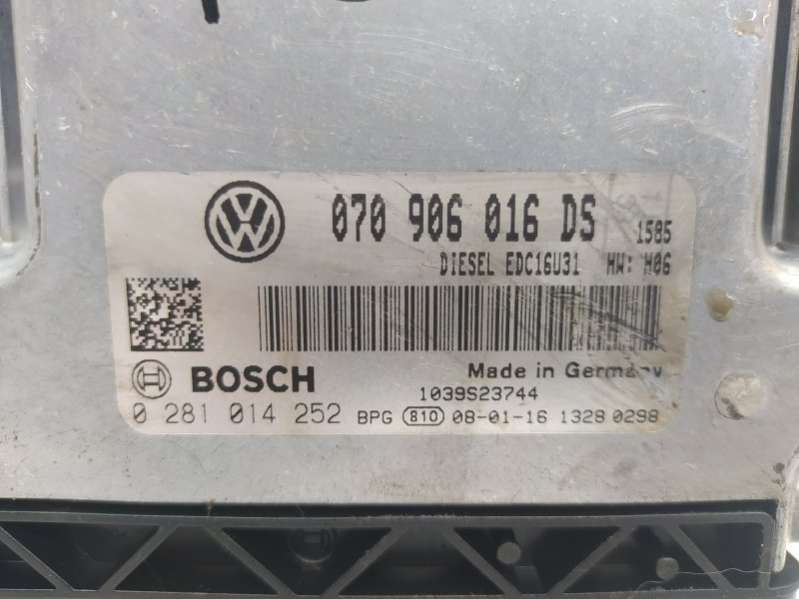 070 906 016 DS 1585
DIESEL EDC16U31 HW: H06
BOSCH Made in Germany
1039S23744
0 281 014 252 BPG 810 08-01-16 1328 0298